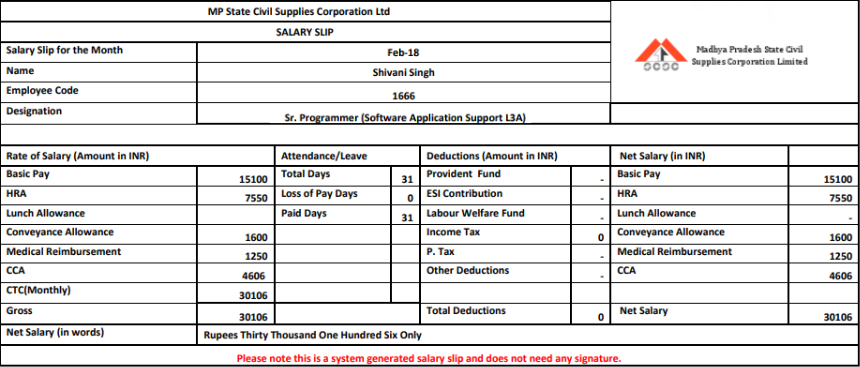 MP State Civil Supplies Corporation Ltd
SALARY SLIP
Salary Slip for the Month Feb-18
Name Shivani Singh
Employee Code 1666
Designation Sr. Programmer (Software Application Support L3A)
SCSC
Madhya Pradesh State Civil
Supplies Corporation Limited
Rate of Salary (Amount in INR) Attendance/Leave Deductions (Amount in INR) Net Salary (in INR)
Basic Pay 15100 Total Days 31 Provident Fund - Basic Pay 15100
HRA 7550 Loss of Pay Days 0 ESI Contribution - HRA 7550
Lunch Allowance Paid Days 31 Labour Welfare Fund - Lunch Allowance -
Conveyance Allowance 1600 Income Tax 0 Conveyance Allowance 1600
Medical Reimbursement 1250 P. Tax - Medical Reimbursement 1250
CCA 4606 Other Deductions - CCA 4606
CTC(Monthly) 30106
Gross 30106 Total Deductions 0 Net Salary 30106
Net Salary (in words) Rupees Thirty Thousand One Hundred Six Only
Please note this is a system generated salary slip and does not need any signature.